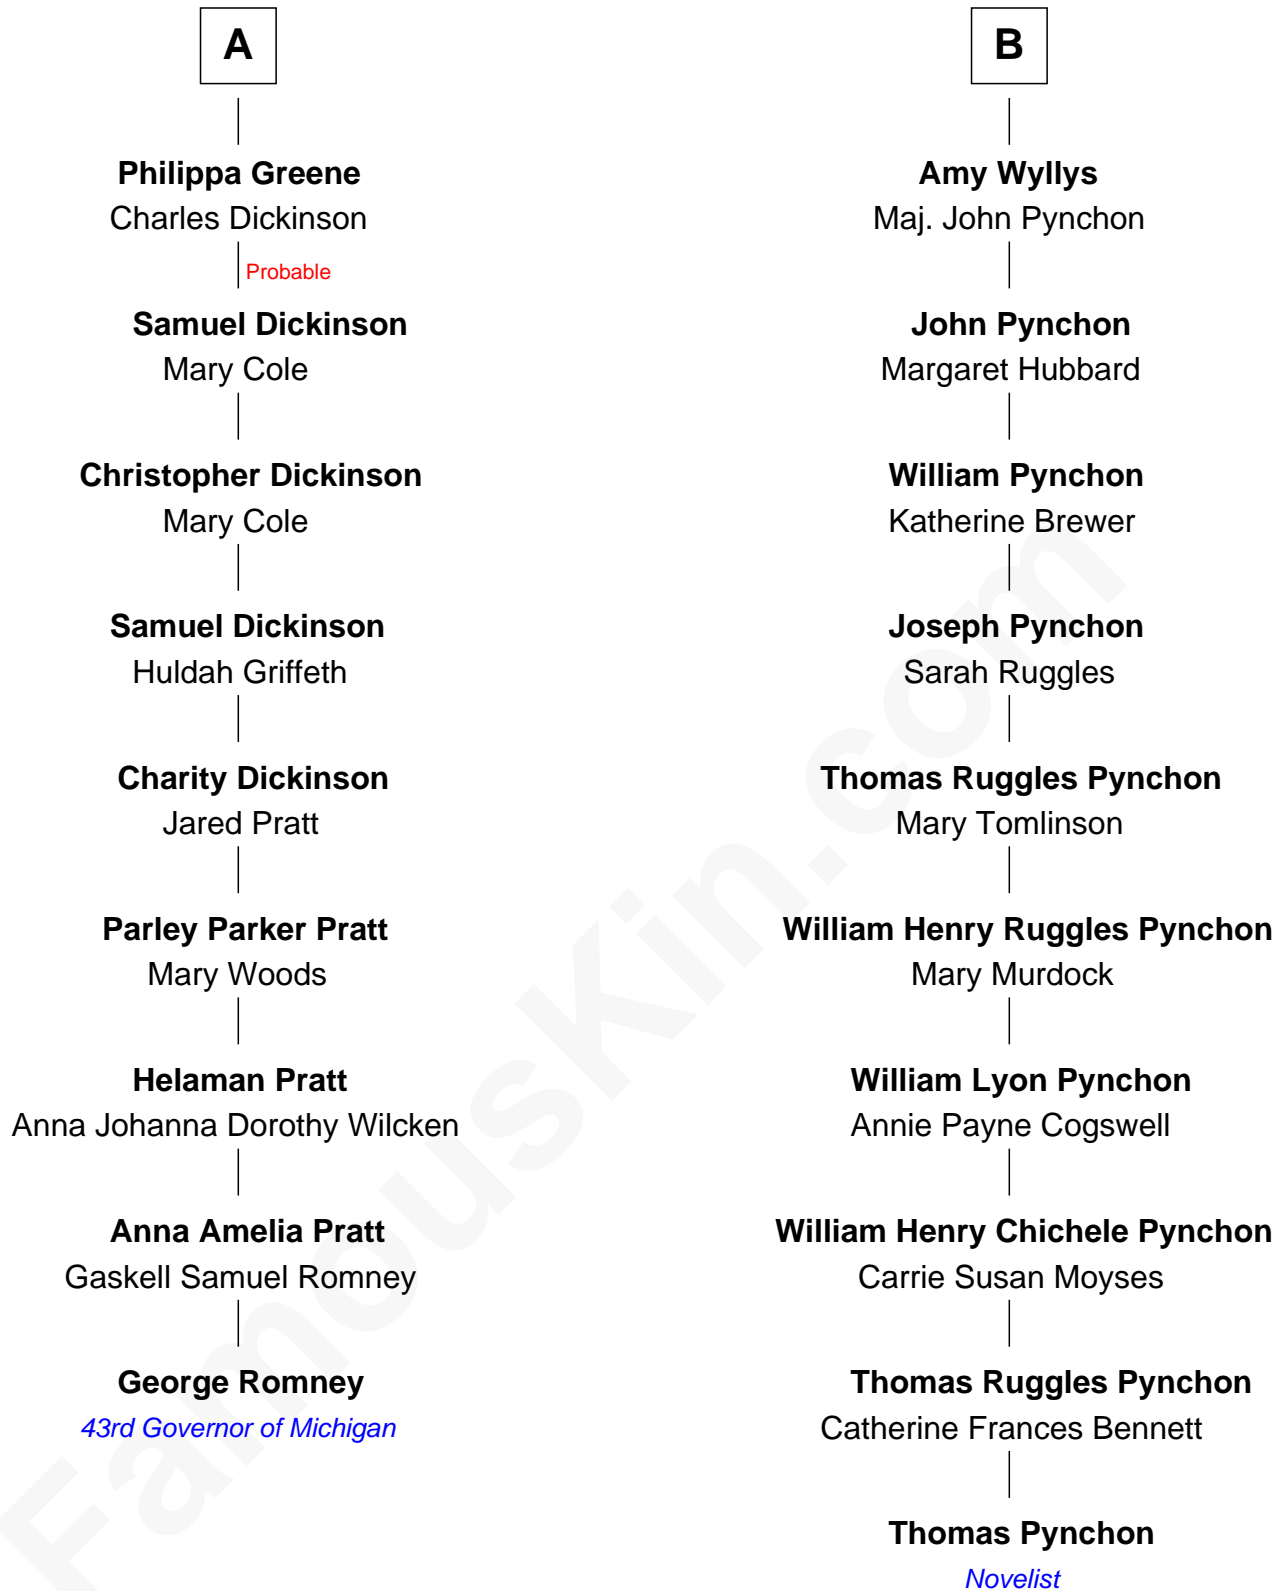 A
Philippa Greene
Charles Dickinson
Probable
Samuel Dickinson
Mary Cole
Christopher Dickinson
Mary Cole
Samuel Dickinson
Huldah Griffeth
Charity Dickinson
Jared Pratt
Parley Parker Pratt
Mary Woods
Helaman Pratt
Anna Johanna Dorothy Wilcken
Anna Amelia Pratt
Gaskell Samuel Romney
George Romney
43rd Governor of Michigan
B
Amy Wyllys
Maj. John Pynchon
John Pynchon
Margaret Hubbard
William Pynchon
Katherine Brewer
Joseph Pynchon
Sarah Ruggles
Thomas Ruggles Pynchon
Mary Tomlinson
William Henry Ruggles Pynchon
Mary Murdock
William Lyon Pynchon
Annie Payne Cogswell
William Henry Chichele Pynchon
Carrie Susan Moyses
Thomas Ruggles Pynchon
Catherine Frances Bennett
Thomas Pynchon
Novelist
FamousKin.com